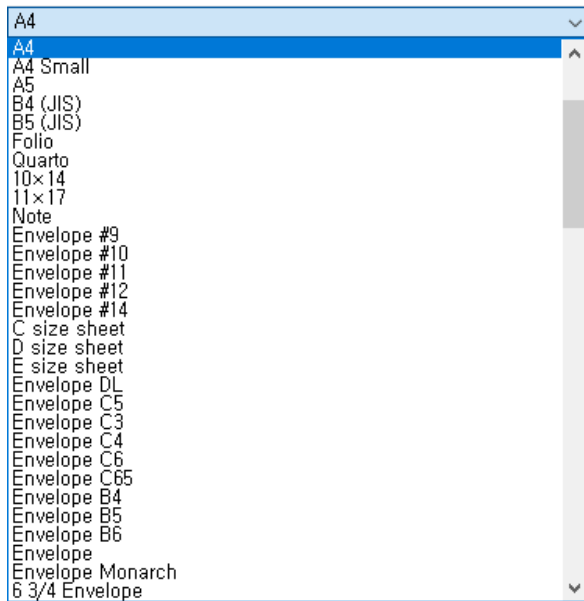 A4
A4
A4 Small
A5
B4 (JIS)
B5 (JIS)
Folio
Quarto
10×14
11×17
Note
Envelope #9
Envelope #10
Envelope #11
Envelope #12
Envelope #14
C size sheet
D size sheet
E size sheet
Envelope DL
Envelope C5
Envelope C3
Envelope C4
Envelope C6
Envelope C65
Envelope B4
Envelope B5
Envelope B6
Envelope
Envelope Monarch
6 3/4 Envelope